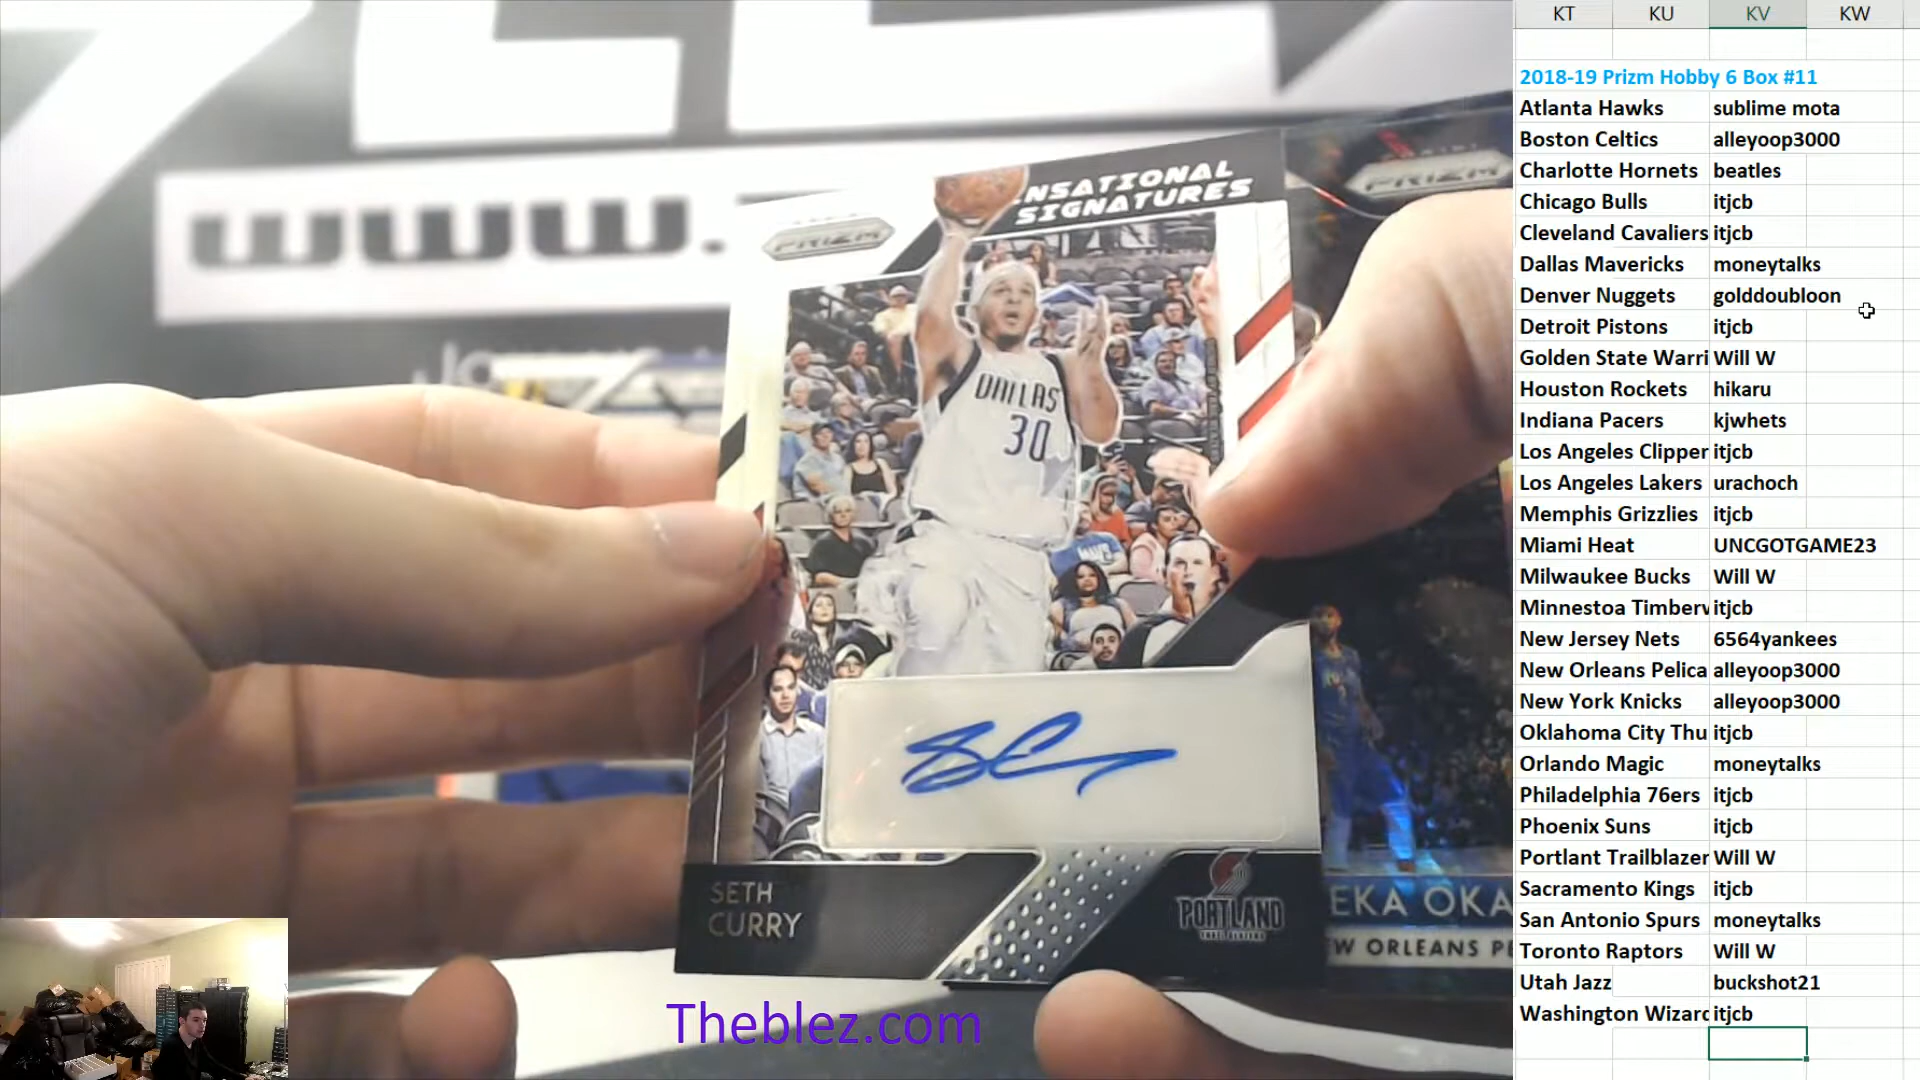 KT KU KV KW
2018-19 Prizm Hobby 6 Box #11
Atlanta Hawks sublime mota
Boston Celtics alleyoop3000
Charlotte Hornets beatles
Chicago Bulls itjcb
Cleveland Cavaliers itjcb
Dallas Mavericks moneytalks
Denver Nuggets golddoubloon
Detroit Pistons itjcb
Golden State Warri Will W
Houston Rockets hikaru
Indiana Pacers kjwhets
Los Angeles Clipper itjcb
Los Angeles Lakers urachoch
Memphis Grizzlies itjcb
Miami Heat UNCGOTGAME23
Milwaukee Bucks Will W
Minnestoa Timberv itjcb
New Jersey Nets 6564yankees
New Orleans Pelica alleyoop3000
New York Knicks alleyoop3000
Oklahoma City Thu itjcb
Orlando Magic moneytalks
Philadelphia 76ers itjcb
Phoenix Suns itjcb
Portlant Trailblazer Will W
Sacramento Kings itjcb
San Antonio Spurs moneytalks
Toronto Raptors Will W
Utah Jazz buckshot21
Washington Wizard itjcb
www.
NSATIONAL
SIGNATURES
PRIZM
PRIZM
DALLAS
30
SETH
CURRY
PORTLAND
EKA OKA
EW ORLEANS PE
Theblez.com